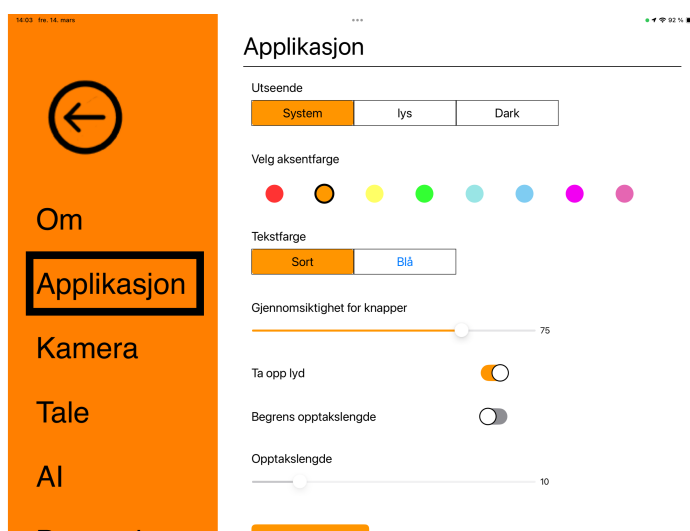 14:03 fre. 14. mars
92 %
Applikasjon
Utseende
System lys Dark
Velg aksentfarge
Om
Tekstfarge
Applikasjon
Sort Blå
Gjennomsiktighet for knapper
75
Kamera
Ta opp lyd
Tale
Begrens opptakslengde
Opptakslengde
AI
10